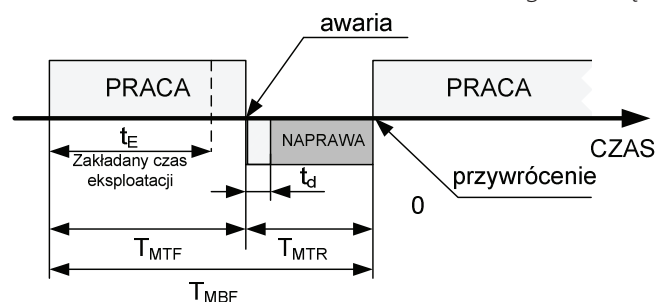 awaria
PRACA
PRACA
t_E
NAPRAWA
CZAS
Zakładany czas
eksploatacji
t_d
przywrócenie
0
T_MTF
T_MTR
T_MBF